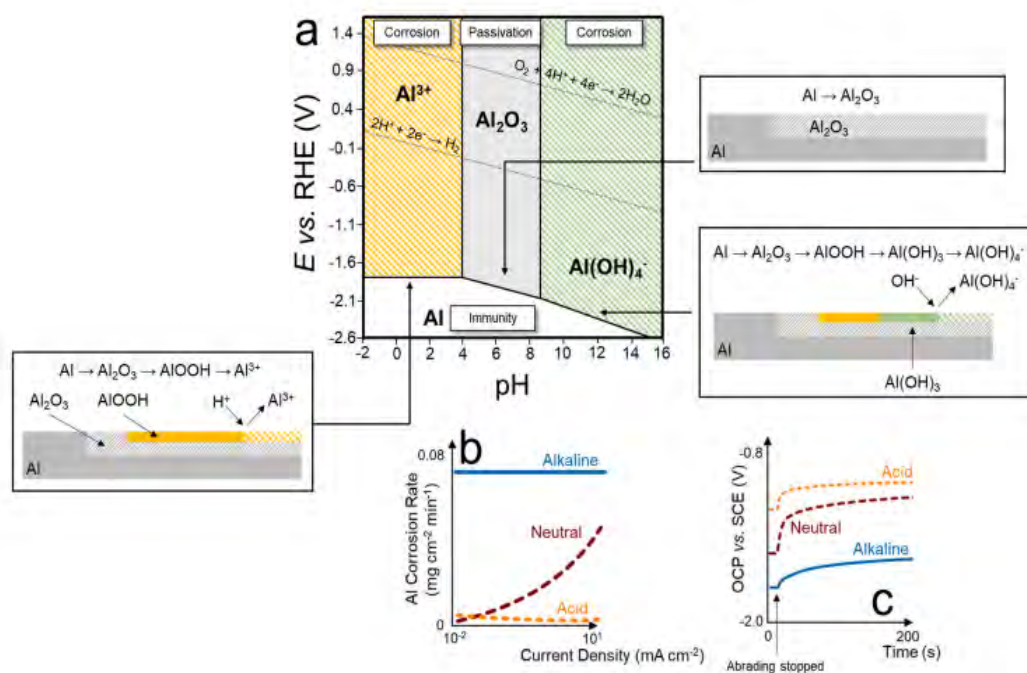 a
Corrosion
Passivation
Corrosion
1.4
0.9
0.4
-0.1
-0.6
-1.1
-1.6
-2.1
-2.6
E vs. RHE (V)
Al³⁺
Al₂O₃
Al(OH)₄⁻
O₂ + 4H⁺ + 4e⁻ → 2H₂O
2H⁺ + 2e⁻ → H₂
Al
Immunity
-2 0 2 4 6 8 10 12 14 16
pH
Al → Al₂O₃
Al₂O₃
Al
Al → Al₂O₃ → AlOOH → Al(OH)₃ → Al(OH)₄⁻
OH⁻
Al(OH)₄⁻
Al
Al(OH)₃
Al → Al₂O₃ → AlOOH → Al³⁺
Al₂O₃
AlOOH
H⁺
Al³⁺
Al
b
0.08
0
Al Corrosion Rate
(mg cm⁻² min⁻¹)
Alkaline
Neutral
Acid
10⁻²
10¹
Current Density (mA cm⁻²)
-0.8
-2.0
OCP vs. SCE (V)
Acid
Neutral
Alkaline
c
0
200
Time (s)
Abrading stopped